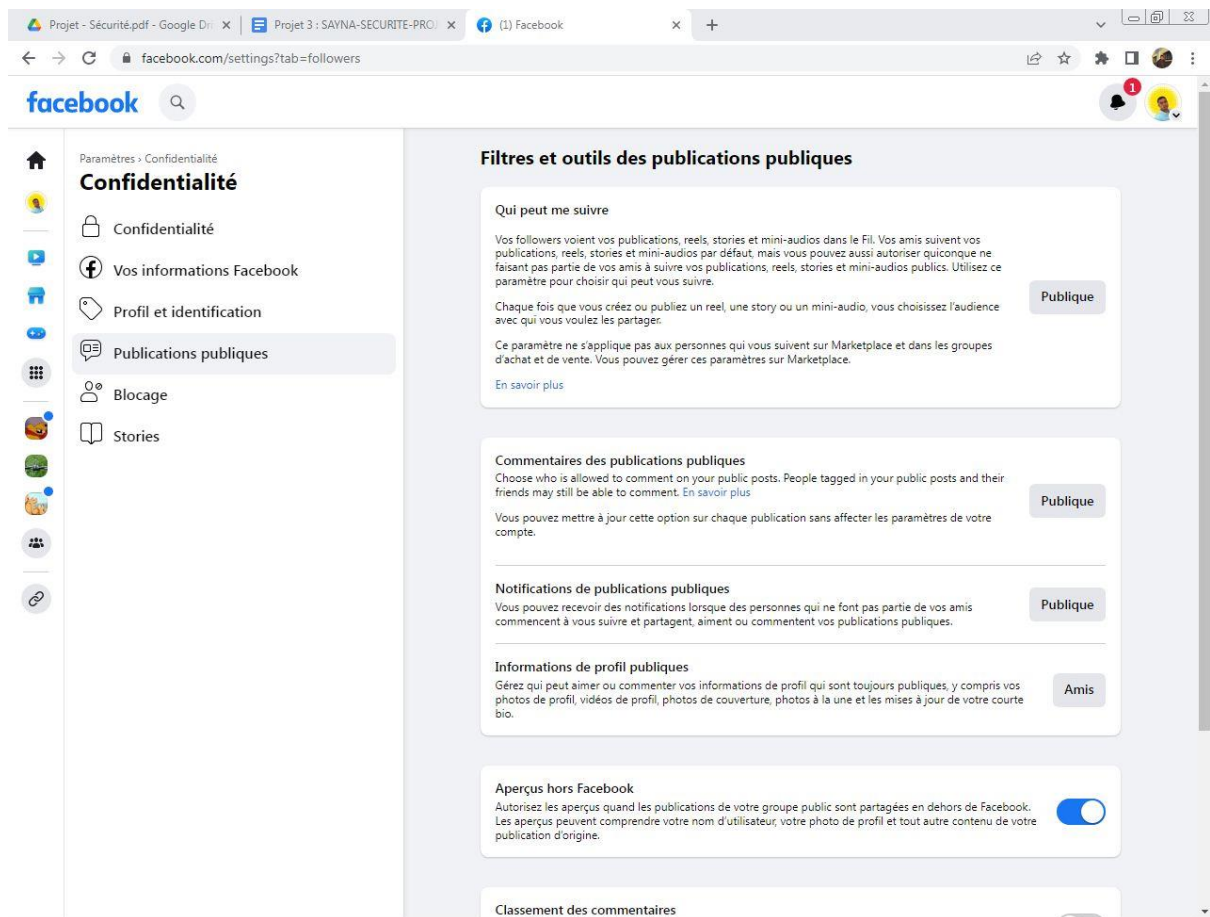 Projet - Sécurité.pdf - Google Dri
Projet 3 : SAYNA-SECURITE-PROJ
(1) Facebook
facebook.com/settings?tab=followers
facebook
1
Paramètres › Confidentialité
Confidentialité
Confidentialité
Vos informations Facebook
Profil et identification
Publications publiques
Blocage
Stories
Filtres et outils des publications publiques
Qui peut me suivre
Vos followers voient vos publications, reels, stories et mini-audios dans le Fil. Vos amis suivent vos
publications, reels, stories et mini-audios par défaut, mais vous pouvez aussi autoriser quiconque ne
faisant pas partie de vos amis à suivre vos publications, reels, stories et mini-audios publics. Utilisez ce
paramètre pour choisir qui peut vous suivre.
Publique
Chaque fois que vous créez ou publiez un reel, une story ou un mini-audio, vous choisissez l'audience
avec qui vous voulez les partager.
Ce paramètre ne s'applique pas aux personnes qui vous suivent sur Marketplace et dans les groupes
d'achat et de vente. Vous pouvez gérer ces paramètres sur Marketplace.
En savoir plus
Commentaires des publications publiques
Choose who is allowed to comment on your public posts. People tagged in your public posts and their
friends may still be able to comment. En savoir plus
Publique
Vous pouvez mettre à jour cette option sur chaque publication sans affecter les paramètres de votre
compte.
Notifications de publications publiques
Vous pouvez recevoir des notifications lorsque des personnes qui ne font pas partie de vos amis
commencent à vous suivre et partagent, aiment ou commentent vos publications publiques.
Publique
Informations de profil publiques
Gérez qui peut aimer ou commenter vos informations de profil qui sont toujours publiques, y compris vos
photos de profil, vidéos de profil, photos de couverture, photos à la une et les mises à jour de votre courte
bio.
Amis
Aperçus hors Facebook
Autorisez les aperçus quand les publications de votre groupe public sont partagées en dehors de Facebook.
Les aperçus peuvent comprendre votre nom d'utilisateur, votre photo de profil et tout autre contenu de votre
publication d'origine.
Classement des commentaires